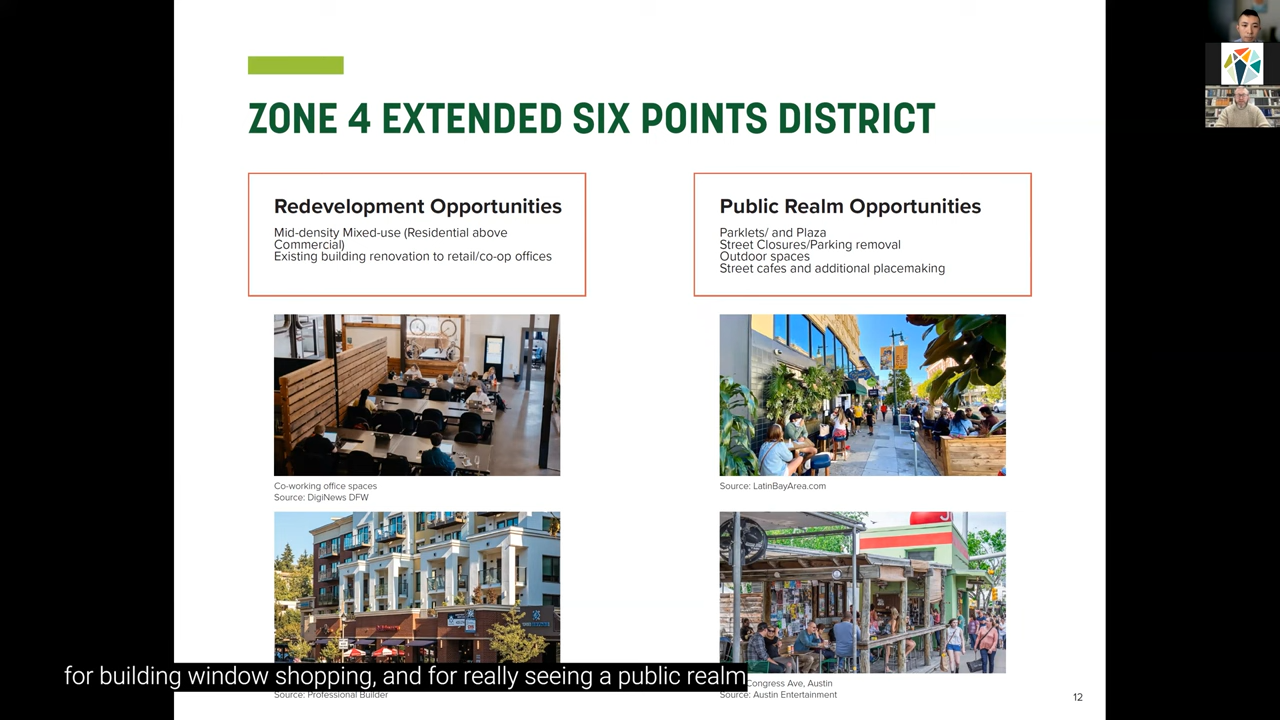 ZONE 4 EXTENDED SIX POINTS DISTRICT
Redevelopment Opportunities
Mid-density Mixed-use (Residential above
Commercial)
Existing building renovation to retail/co-op offices
Public Realm Opportunities
Parklets/ and Plaza
Street Closures/Parking removal
Outdoor spaces
Street cafes and additional placemaking
Co-working office spaces
Source: DigiNews DFW
Source: LatinBayArea.com
Source: Professional Builder
Congress Ave, Austin
Source: Austin Entertainment
for building window shopping, and for really seeing a public realm
12